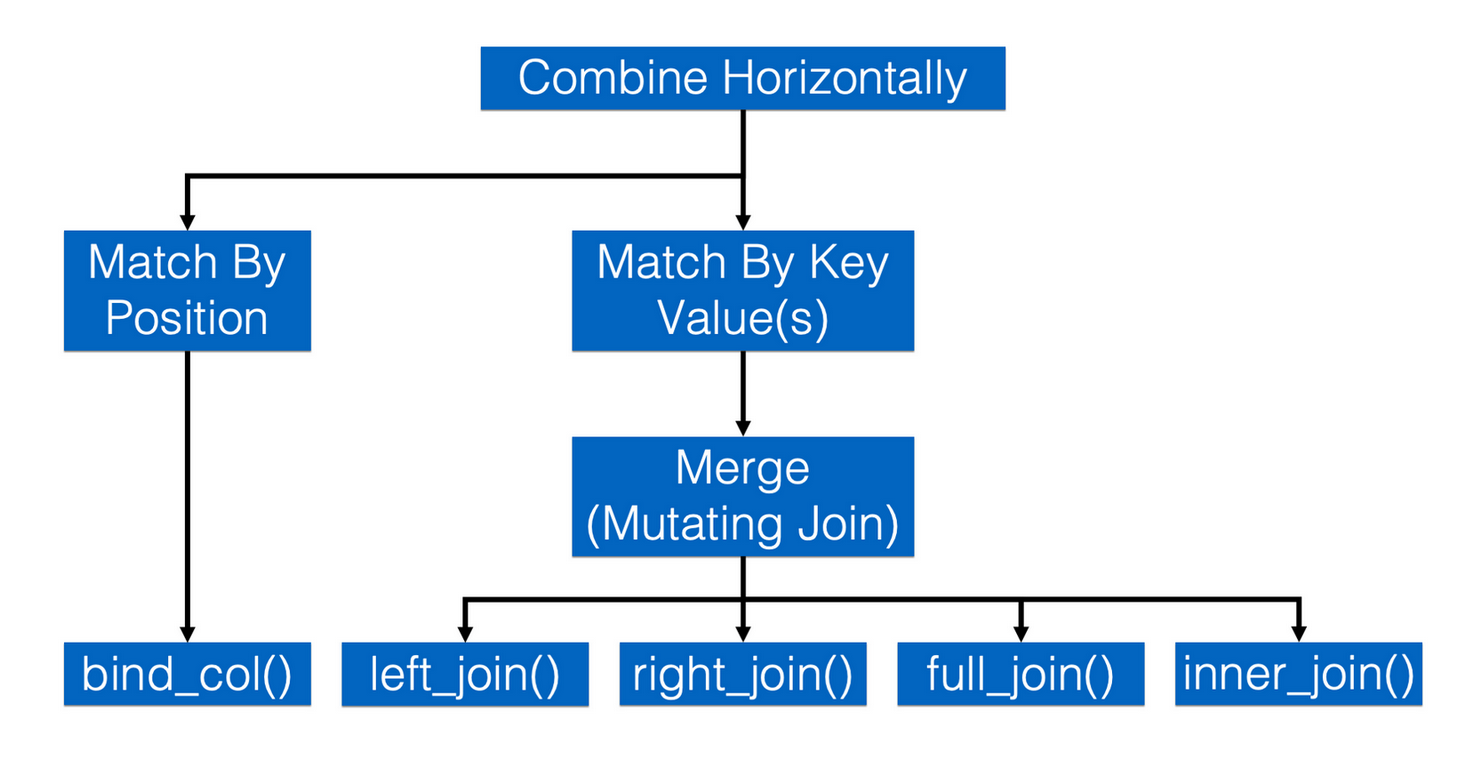 Combine Horizontally
Match By
Position
Match By Key
Value(s)
Merge
(Mutating Join)
bind_col()
left_join()
right_join()
full_join()
inner_join()